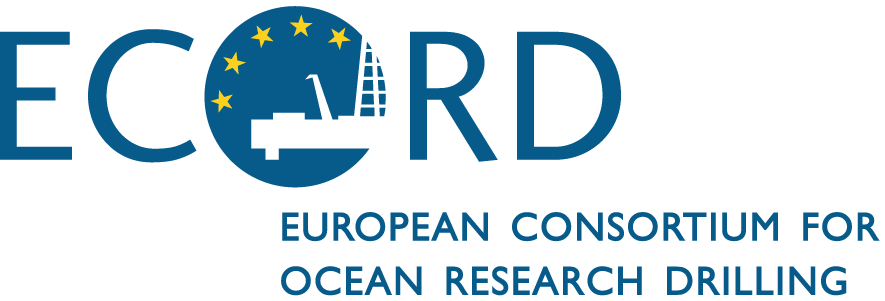 ECORD
EUROPEAN CONSORTIUM FOR
OCEAN RESEARCH DRILLING